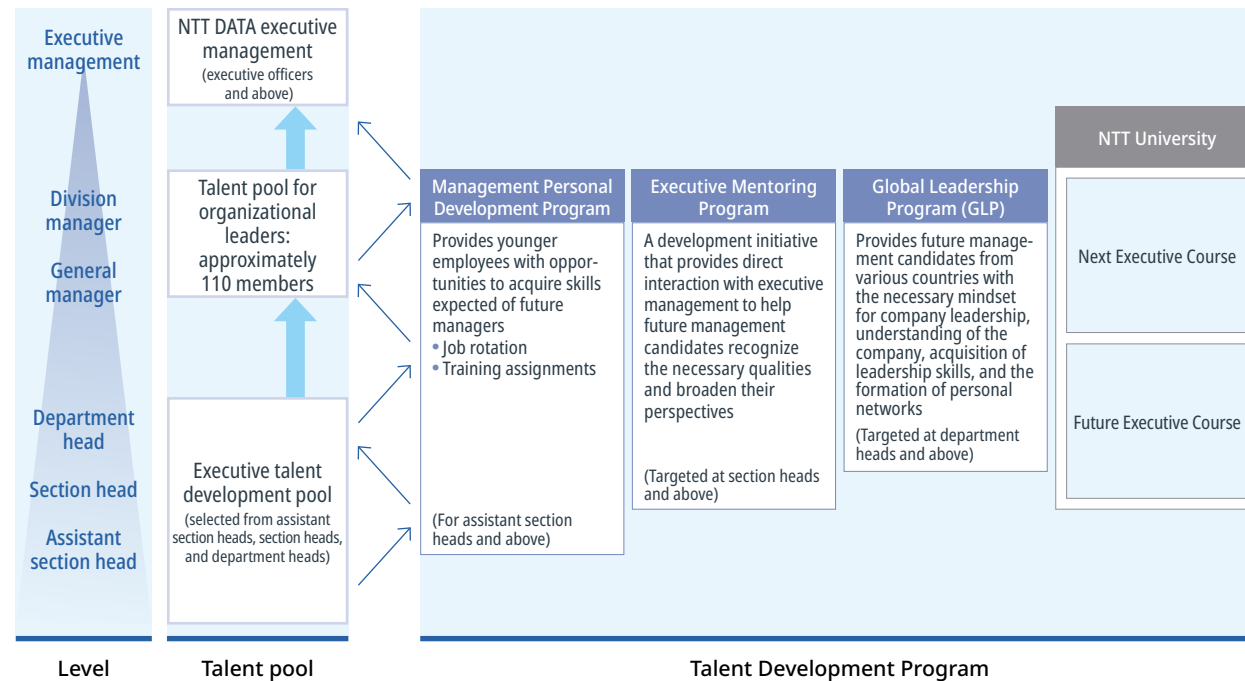 Executive
management
Division
manager
General
manager
Department
head
Section head
Assistant
section head
Level
NTT DATA executive
management
(executive officers
and above)
Talent pool for
organizational
leaders:
approximately
110 members
Executive talent
development pool
(selected from assistant
section heads, section heads,
and department heads)
Talent pool
Management Personal
Development Program
Provides younger
employees with oppor-
tunities to acquire skills
expected of future
managers
• Job rotation
• Training assignments
(For assistant section
heads and above)
Executive Mentoring
Program
A development initiative
that provides direct
interaction with executive
management to help
future management
candidates recognize
the necessary qualities
and broaden their
perspectives
(Targeted at section heads
and above)
Global Leadership
Program (GLP)
Provides future manage-
ment candidates from
various countries with
the necessary mindset
for company leadership,
understanding of the
company, acquisition of
leadership skills, and the
formation of personal
networks
(Targeted at department
heads and above)
NTT University
Next Executive Course
Future Executive Course
Talent Development Program